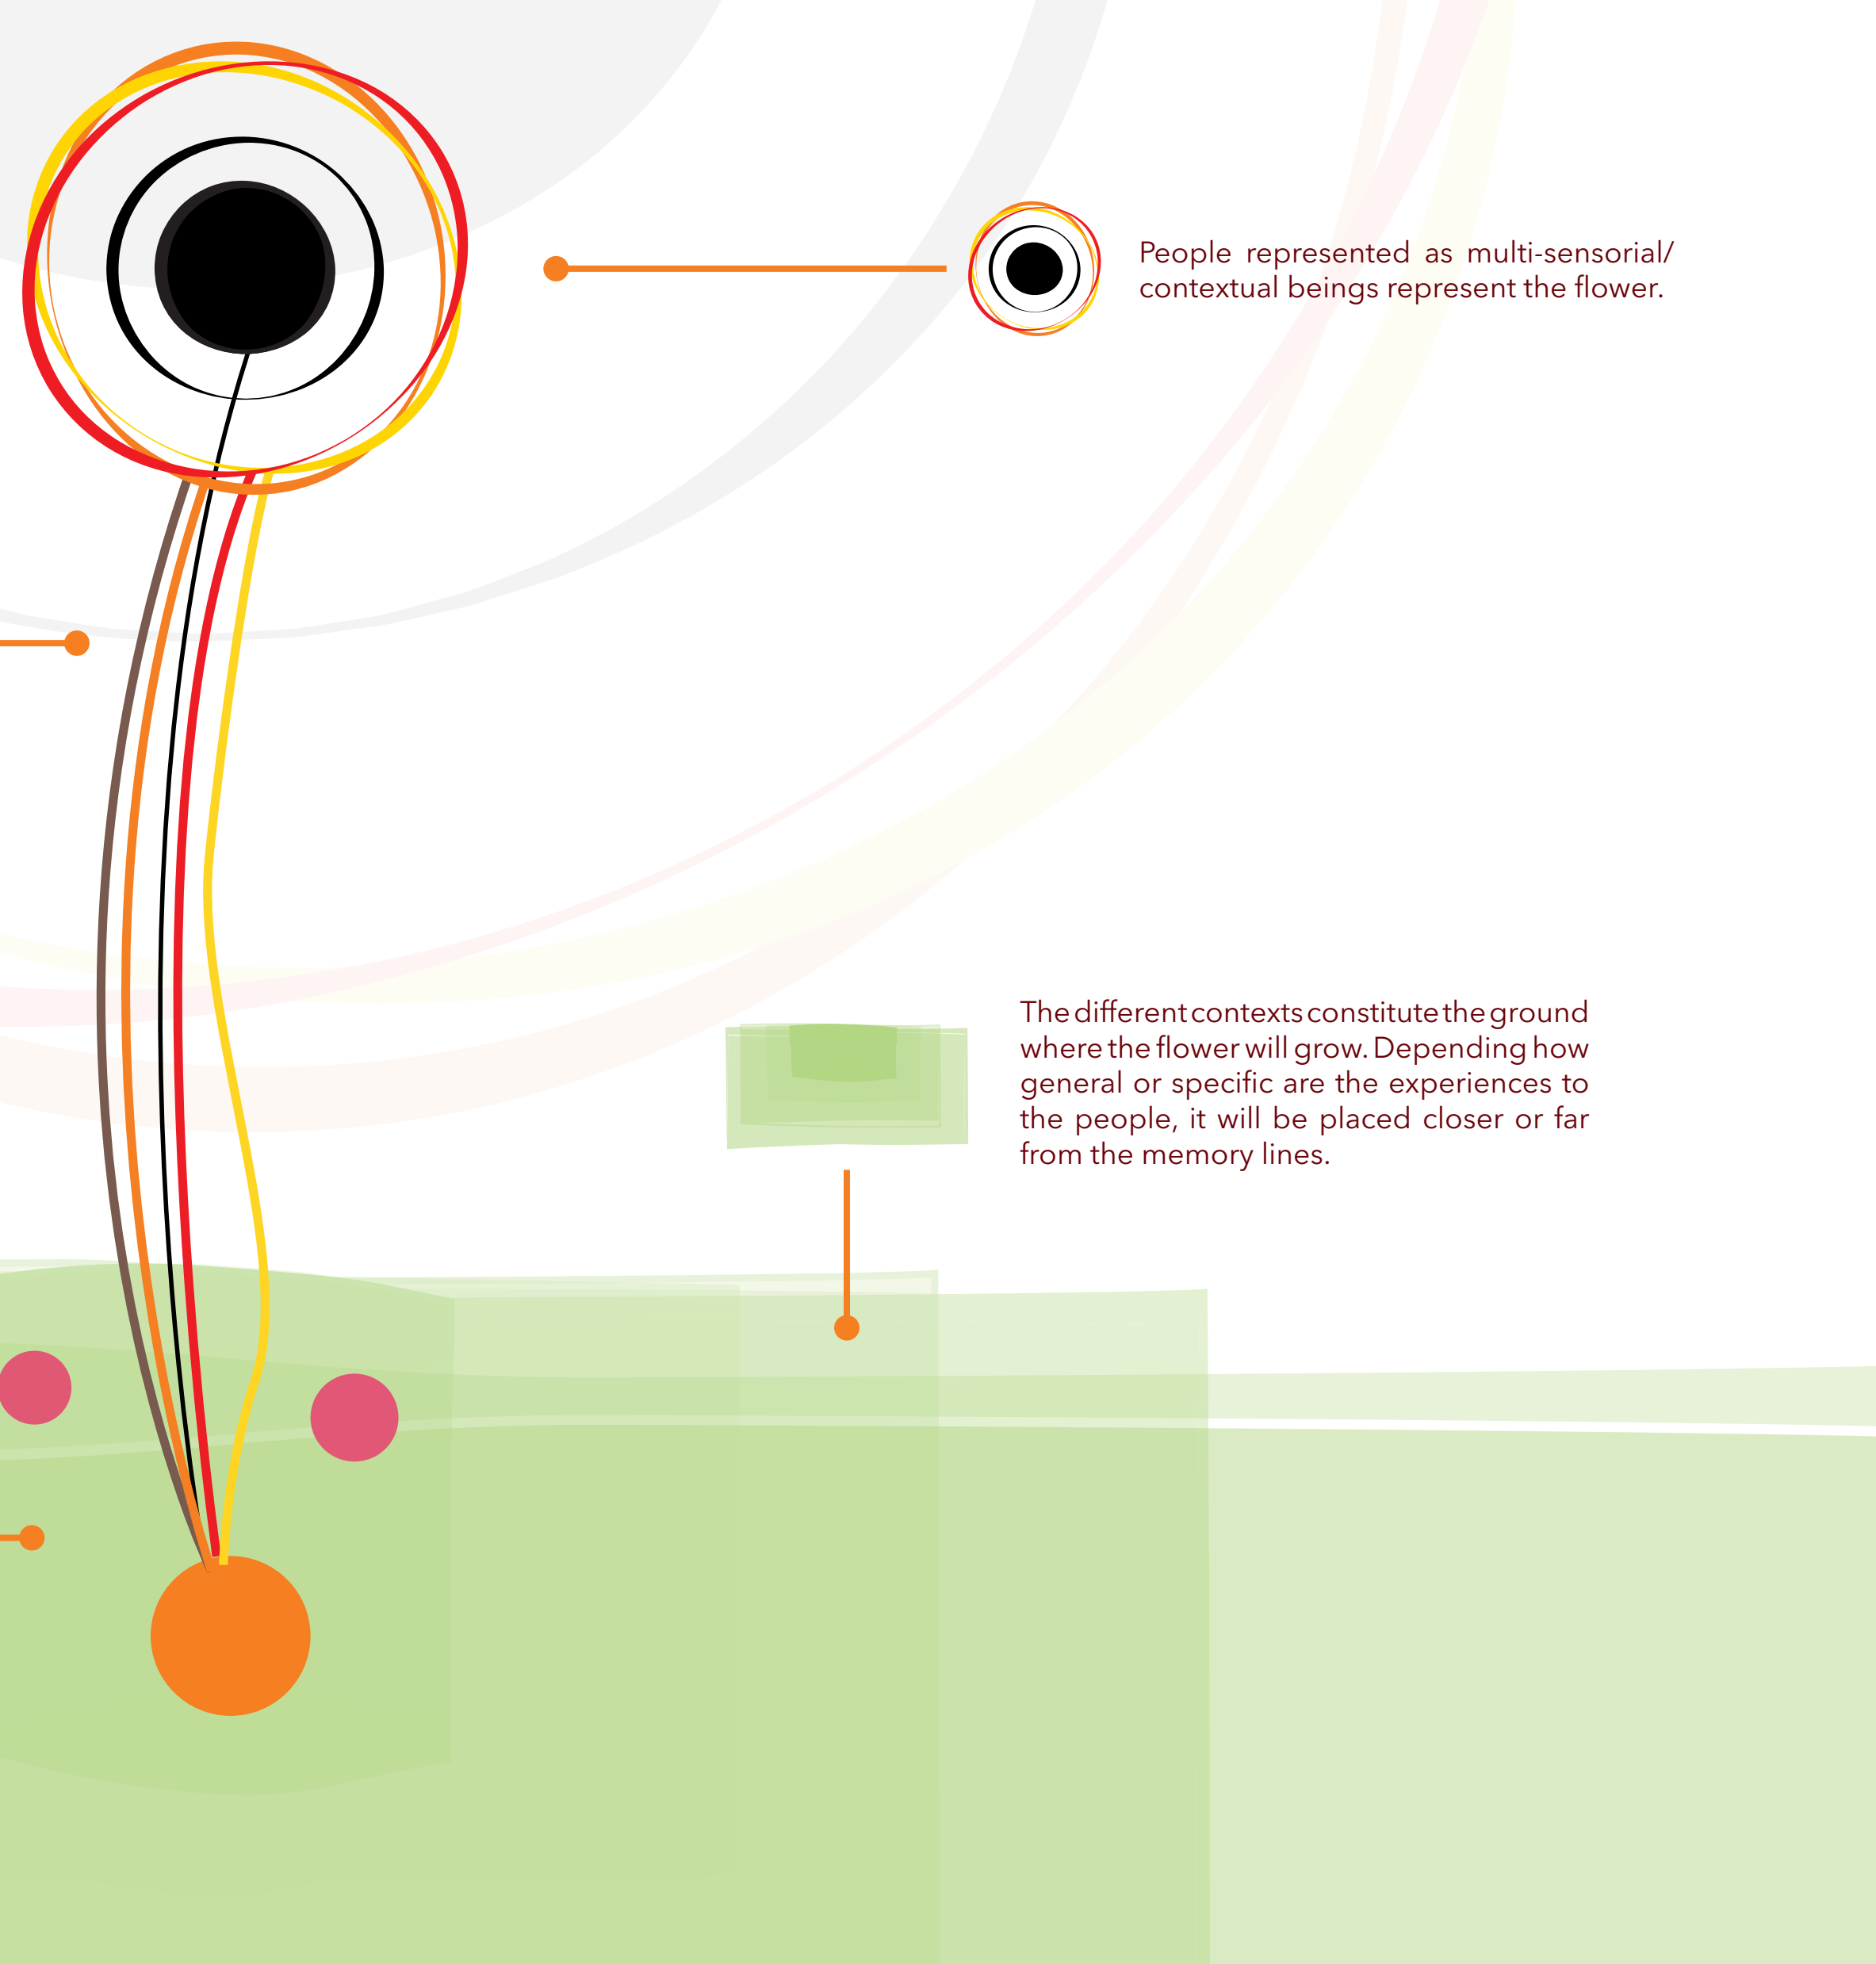 People represented as multi-sensorial/
contextual beings represent the flower.
The different contexts constitute the ground
where the flower will grow. Depending how
general or specific are the experiences to
the people, it will be placed closer or far
from the memory lines.